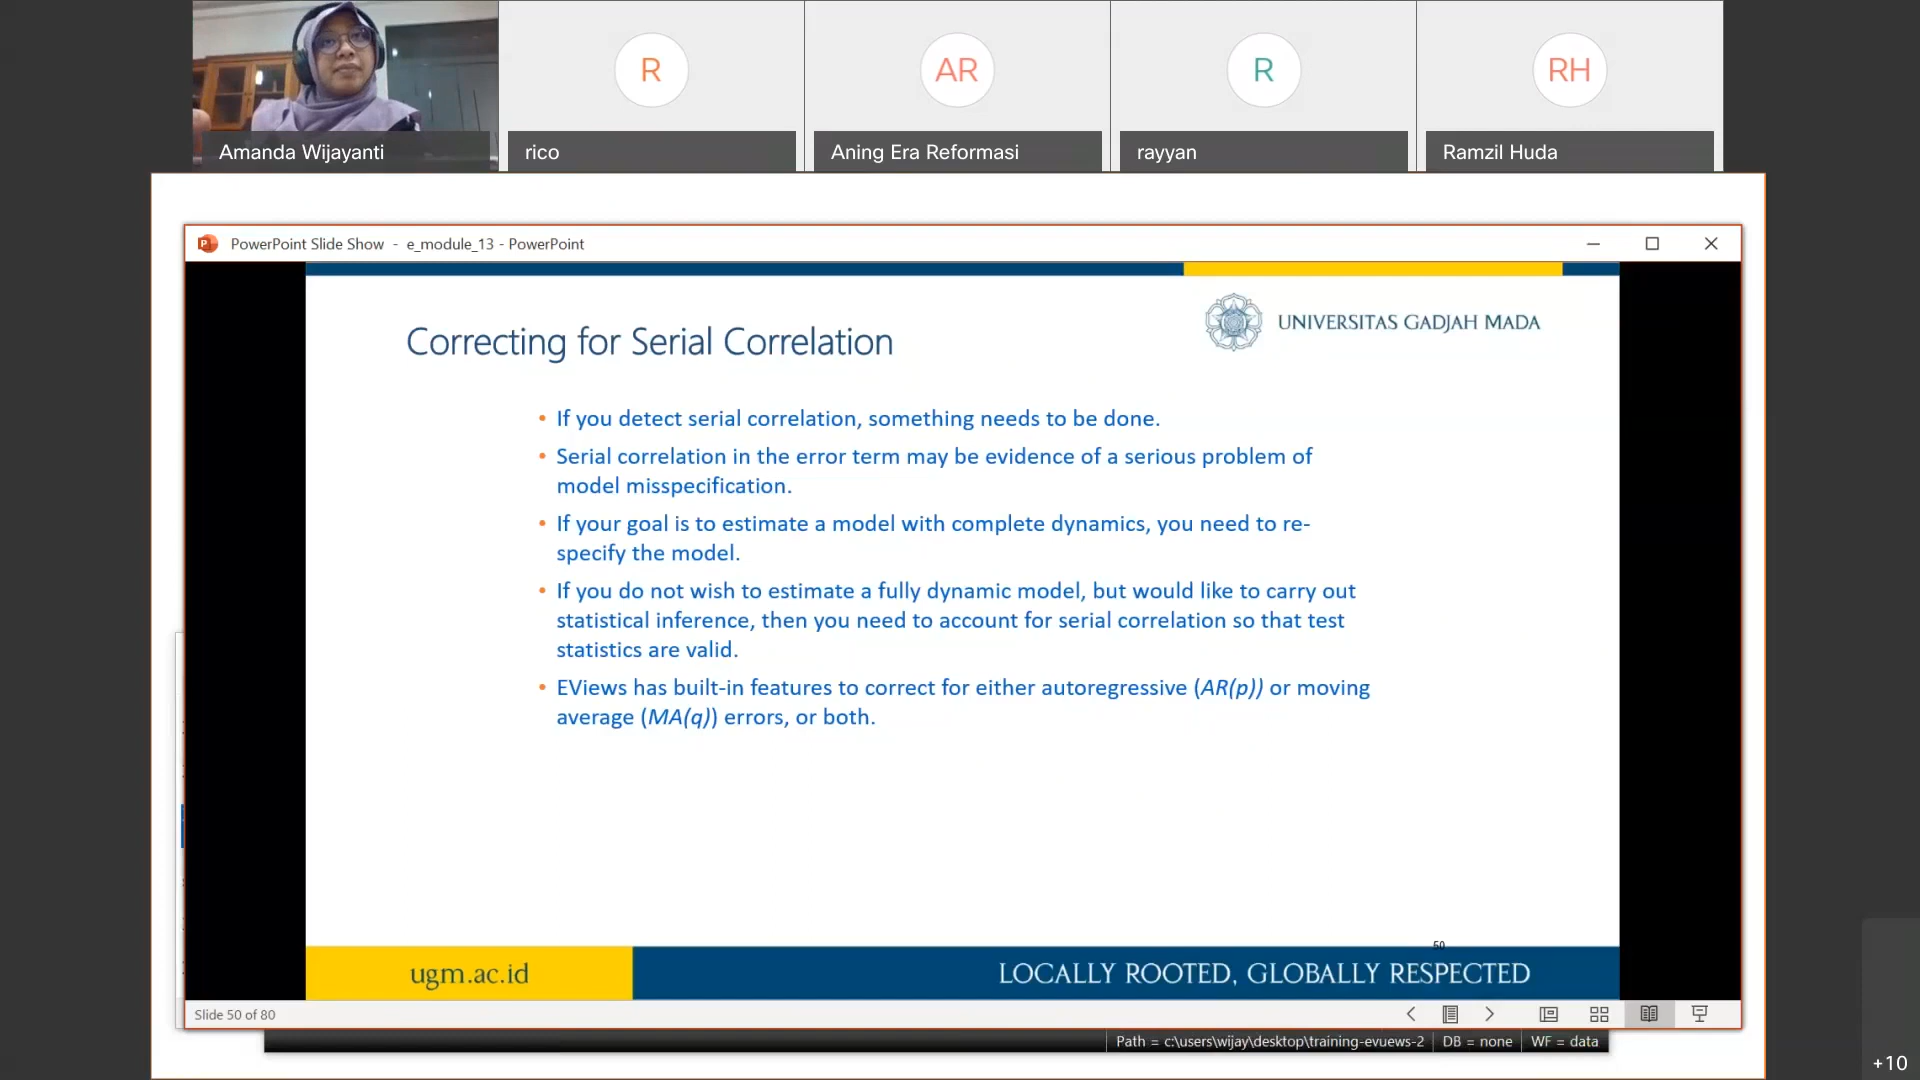 R
AR
R
RH
Amanda Wijayanti
rico
Aning Era Reformasi
rayyan
Ramzil Huda
PowerPoint Slide Show - e_module_13 - PowerPoint
UNIVERSITAS GADJAH MADA
Correcting for Serial Correlation
• If you detect serial correlation, something needs to be done.
• Serial correlation in the error term may be evidence of a serious problem of
model misspecification.
• If your goal is to estimate a model with complete dynamics, you need to re-
specify the model.
• If you do not wish to estimate a fully dynamic model, but would like to carry out
statistical inference, then you need to account for serial correlation so that test
statistics are valid.
• EViews has built-in features to correct for either autoregressive (AR(p)) or moving
average (MA(q)) errors, or both.
50
ugm.ac.id
LOCALLY ROOTED, GLOBALLY RESPECTED
Slide 50 of 80
Path = c:\users\wijay\desktop\training-evuews-2
DB = none
WF = data
+10